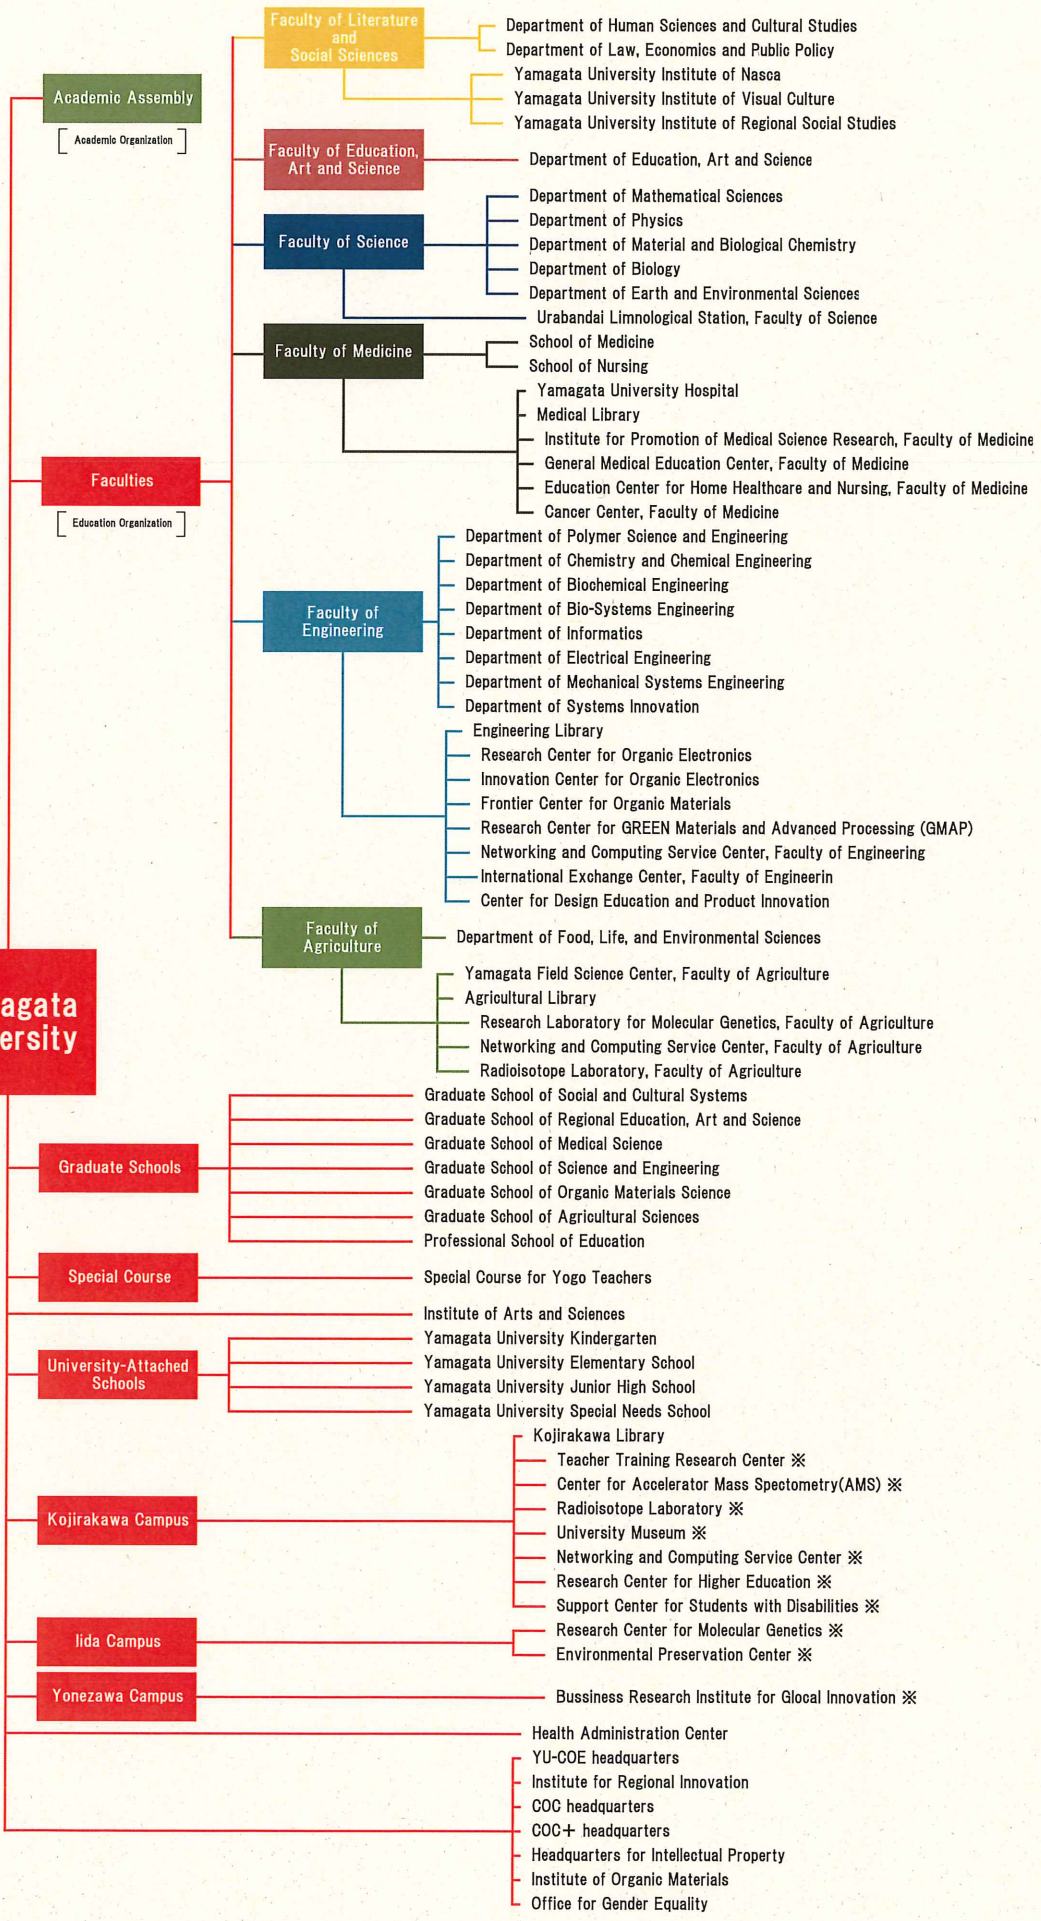 Faculty of Literature
and
Social Sciences
Department of Human Sciences and Cultural Studies
Department of Law, Economics and Public Policy
Yamagata University Institute of Nasca
Yamagata University Institute of Visual Culture
Yamagata University Institute of Regional Social Studies
Academic Assembly
[ Academic Organization ]
Faculty of Education,
Art and Science
Department of Education, Art and Science
Faculty of Science
Department of Mathematical Sciences
Department of Physics
Department of Material and Biological Chemistry
Department of Biology
Department of Earth and Environmental Sciences
Urabandai Limnological Station, Faculty of Science
Faculty of Medicine
School of Medicine
School of Nursing
Yamagata University Hospital
Medical Library
Institute for Promotion of Medical Science Research, Faculty of Medicine
General Medical Education Center, Faculty of Medicine
Education Center for Home Healthcare and Nursing, Faculty of Medicine
Cancer Center, Faculty of Medicine
Faculties
[ Education Organization ]
Faculty of
Engineering
Department of Polymer Science and Engineering
Department of Chemistry and Chemical Engineering
Department of Biochemical Engineering
Department of Bio-Systems Engineering
Department of Informatics
Department of Electrical Engineering
Department of Mechanical Systems Engineering
Department of Systems Innovation
Engineering Library
Research Center for Organic Electronics
Innovation Center for Organic Electronics
Frontier Center for Organic Materials
Research Center for GREEN Materials and Advanced Processing (GMAP)
Networking and Computing Service Center, Faculty of Engineering
International Exchange Center, Faculty of Engineerin
Center for Design Education and Product Innovation
Faculty of
Agriculture
Department of Food, Life, and Environmental Sciences
Yamagata Field Science Center, Faculty of Agriculture
Agricultural Library
Research Laboratory for Molecular Genetics, Faculty of Agriculture
Networking and Computing Service Center, Faculty of Agriculture
Radioisotope Laboratory, Faculty of Agriculture
agata
ersity
Graduate Schools
Graduate School of Social and Cultural Systems
Graduate School of Regional Education, Art and Science
Graduate School of Medical Science
Graduate School of Science and Engineering
Graduate School of Organic Materials Science
Graduate School of Agricultural Sciences
Professional School of Education
Special Course
Special Course for Yogo Teachers
Institute of Arts and Sciences
University-Attached
Schools
Yamagata University Kindergarten
Yamagata University Elementary School
Yamagata University Junior High School
Yamagata University Special Needs School
Kojirakawa Campus
Kojirakawa Library
Teacher Training Research Center ※
Center for Accelerator Mass Spectometry(AMS) ※
Radioisotope Laboratory ※
University Museum ※
Networking and Computing Service Center ※
Research Center for Higher Education ※
Support Center for Students with Disabilities ※
Iida Campus
Research Center for Molecular Genetics ※
Environmental Preservation Center ※
Yonezawa Campus
Bussiness Research Institute for Glocal Innovation ※
Health Administration Center
YU-COE headquarters
Institute for Regional Innovation
COC headquarters
COC+ headquarters
Headquarters for Intellectual Property
Institute of Organic Materials
Office for Gender Equality